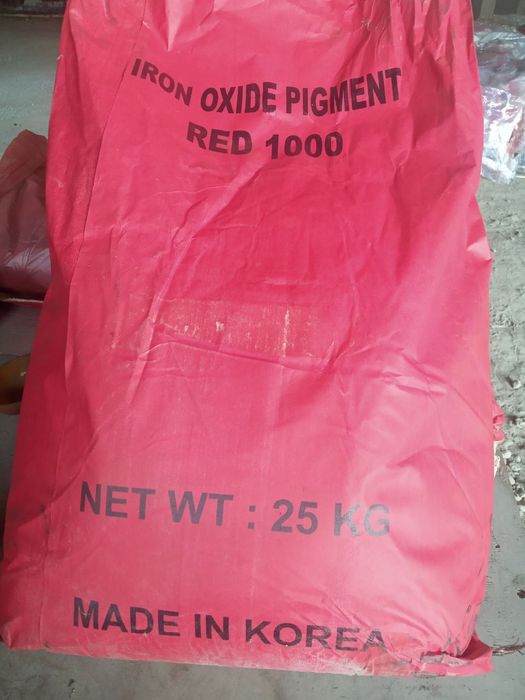 IRON OXIDE PIGMENT
RED 1000
NET WT : 25 KG
MADE IN KOREA